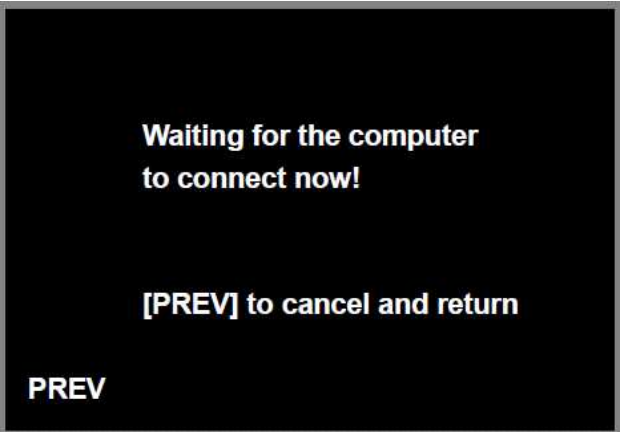 Waiting for the computer
to connect now!
[PREV] to cancel and return
PREV